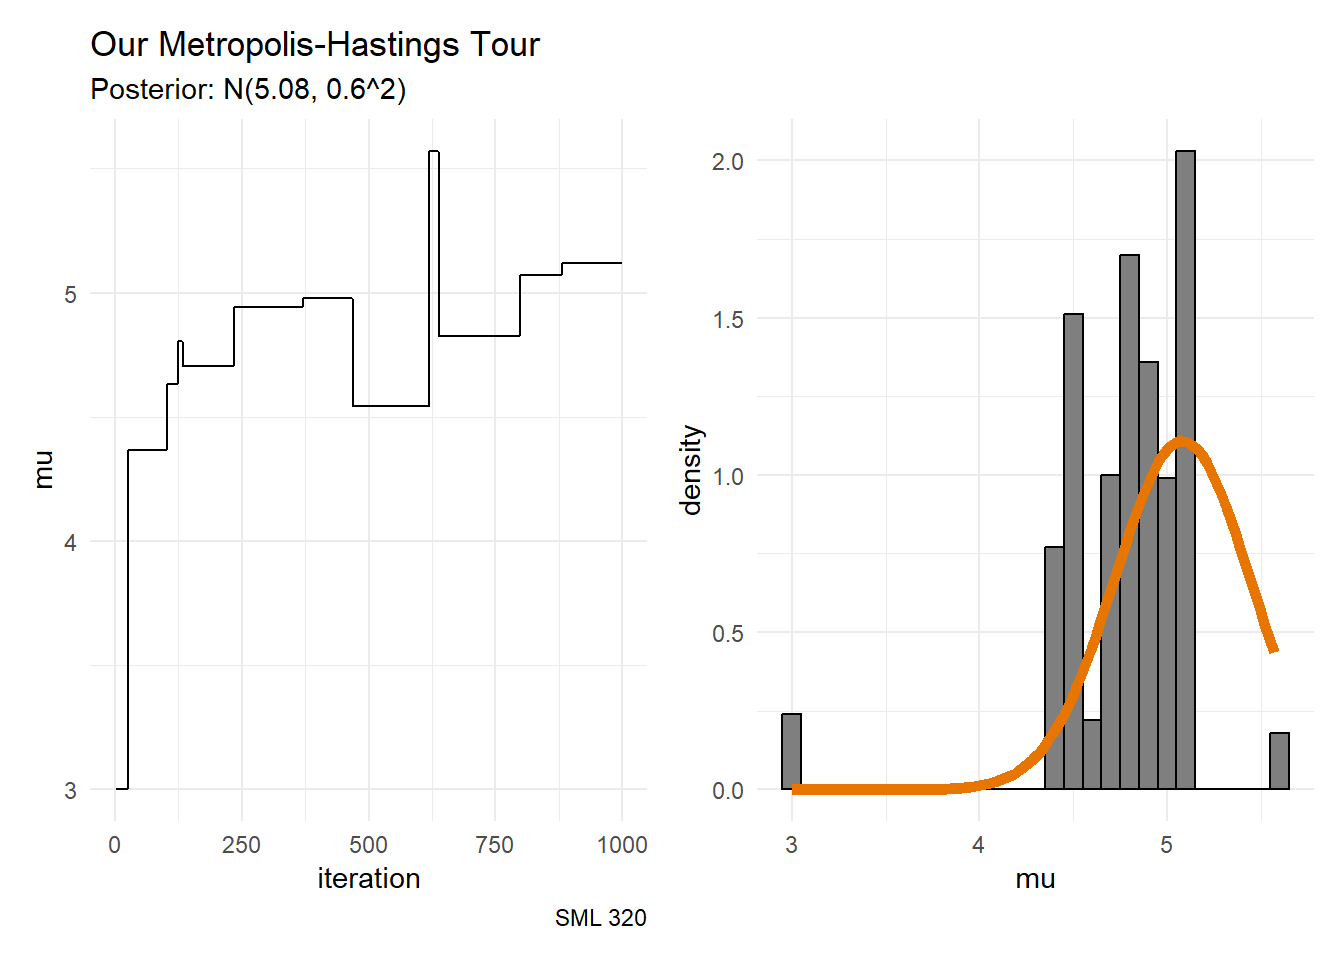 Our Metropolis-Hastings Tour
Posterior: N(5.08, 0.6^2)
mu
5
4
3
0 250 500 750 1000
iteration
SML 320
density
2.0
1.5
1.0
0.5
0.0
3 4 5
mu